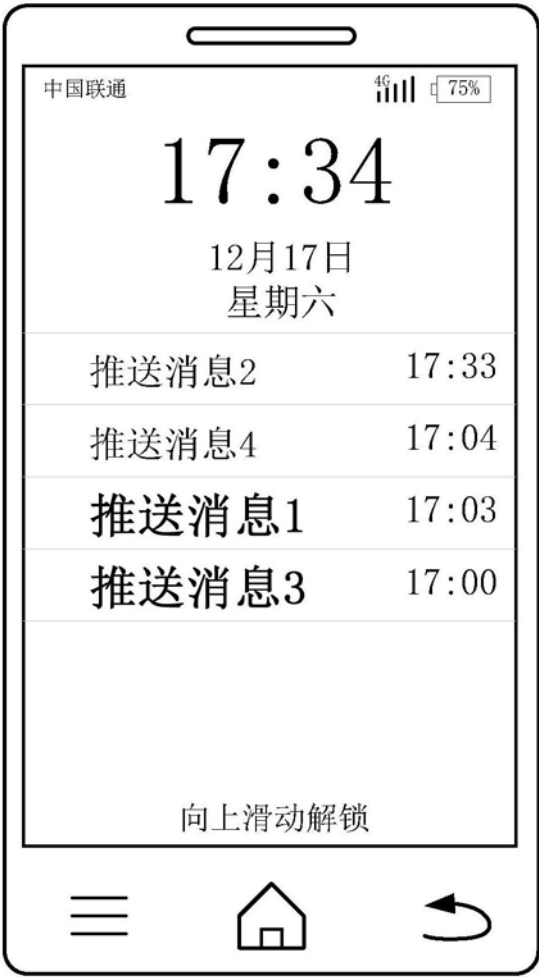 中国联通 4G 75%
17:34
12月17日
星期六
推送消息2 17:33
推送消息4 17:04
推送消息1 17:03
推送消息3 17:00
向上滑动解锁